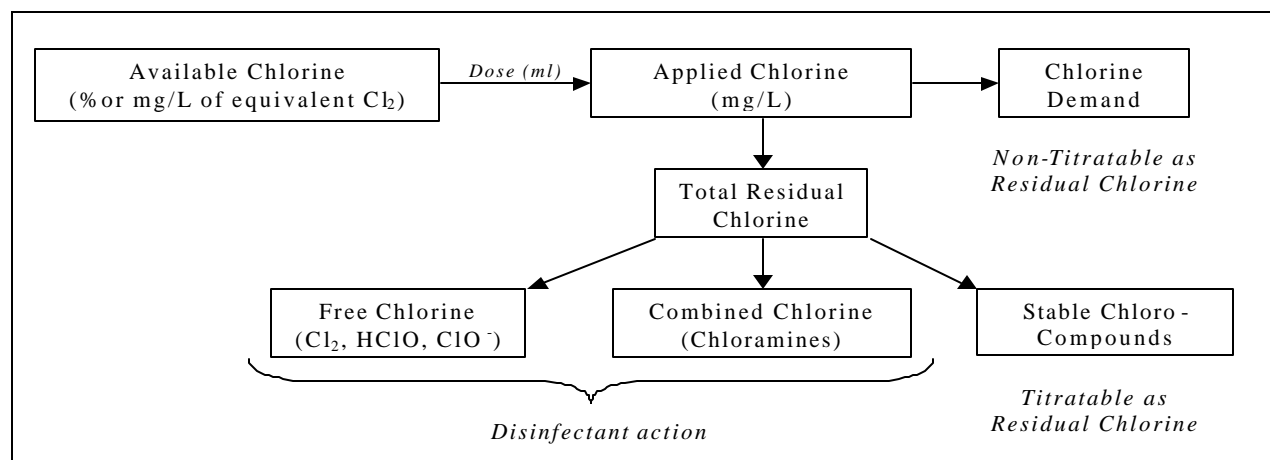 Available Chlorine
(% or mg/L of equivalent Cl₂)
Dose (ml)
Applied Chlorine
(mg/L)
Chlorine
Demand
Non-Titratable as
Residual Chlorine
Total Residual
Chlorine
Free Chlorine
(Cl₂, HClO, ClO⁻)
Combined Chlorine
(Chloramines)
Stable Chloro-
Compounds
Disinfectant action
Titratable as
Residual Chlorine